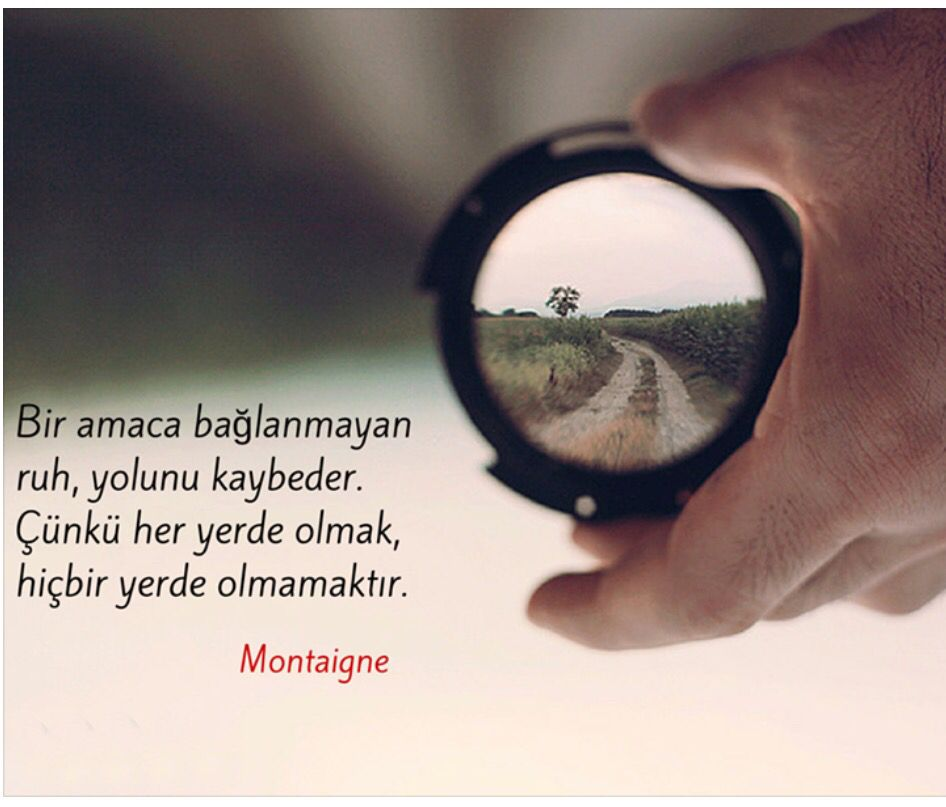 Bir amaca bağlanmayan
ruh, yolunu kaybeder.
Çünkü her yerde olmak,
hiçbir yerde olmamaktır.
Montaigne